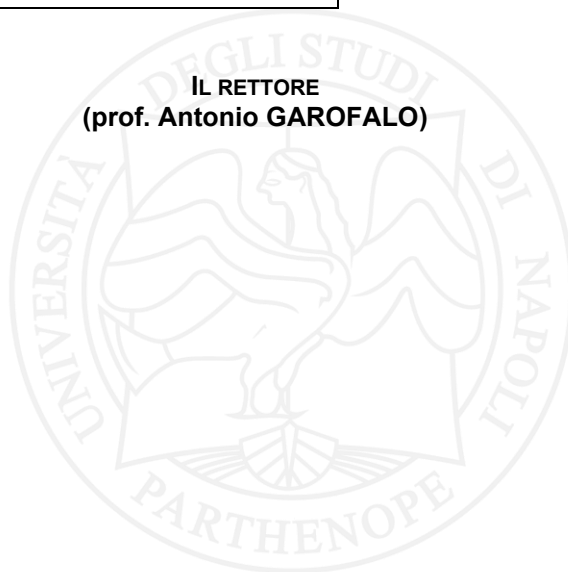 IL RETTORE
(prof. Antonio GAROFALO)
UNIVERSITÀ DEGLI STUDI DI NAPOLI
PARTHENOPE